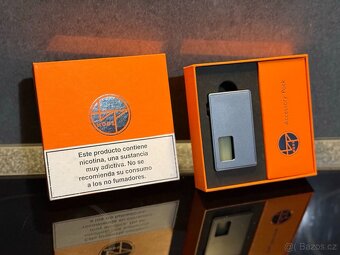 Este producto contiene
nicotina, una sustancia
muy adictiva. No se
recomienda su consumo
a los no fumadores.
Accessory Pack
Bazos.cz